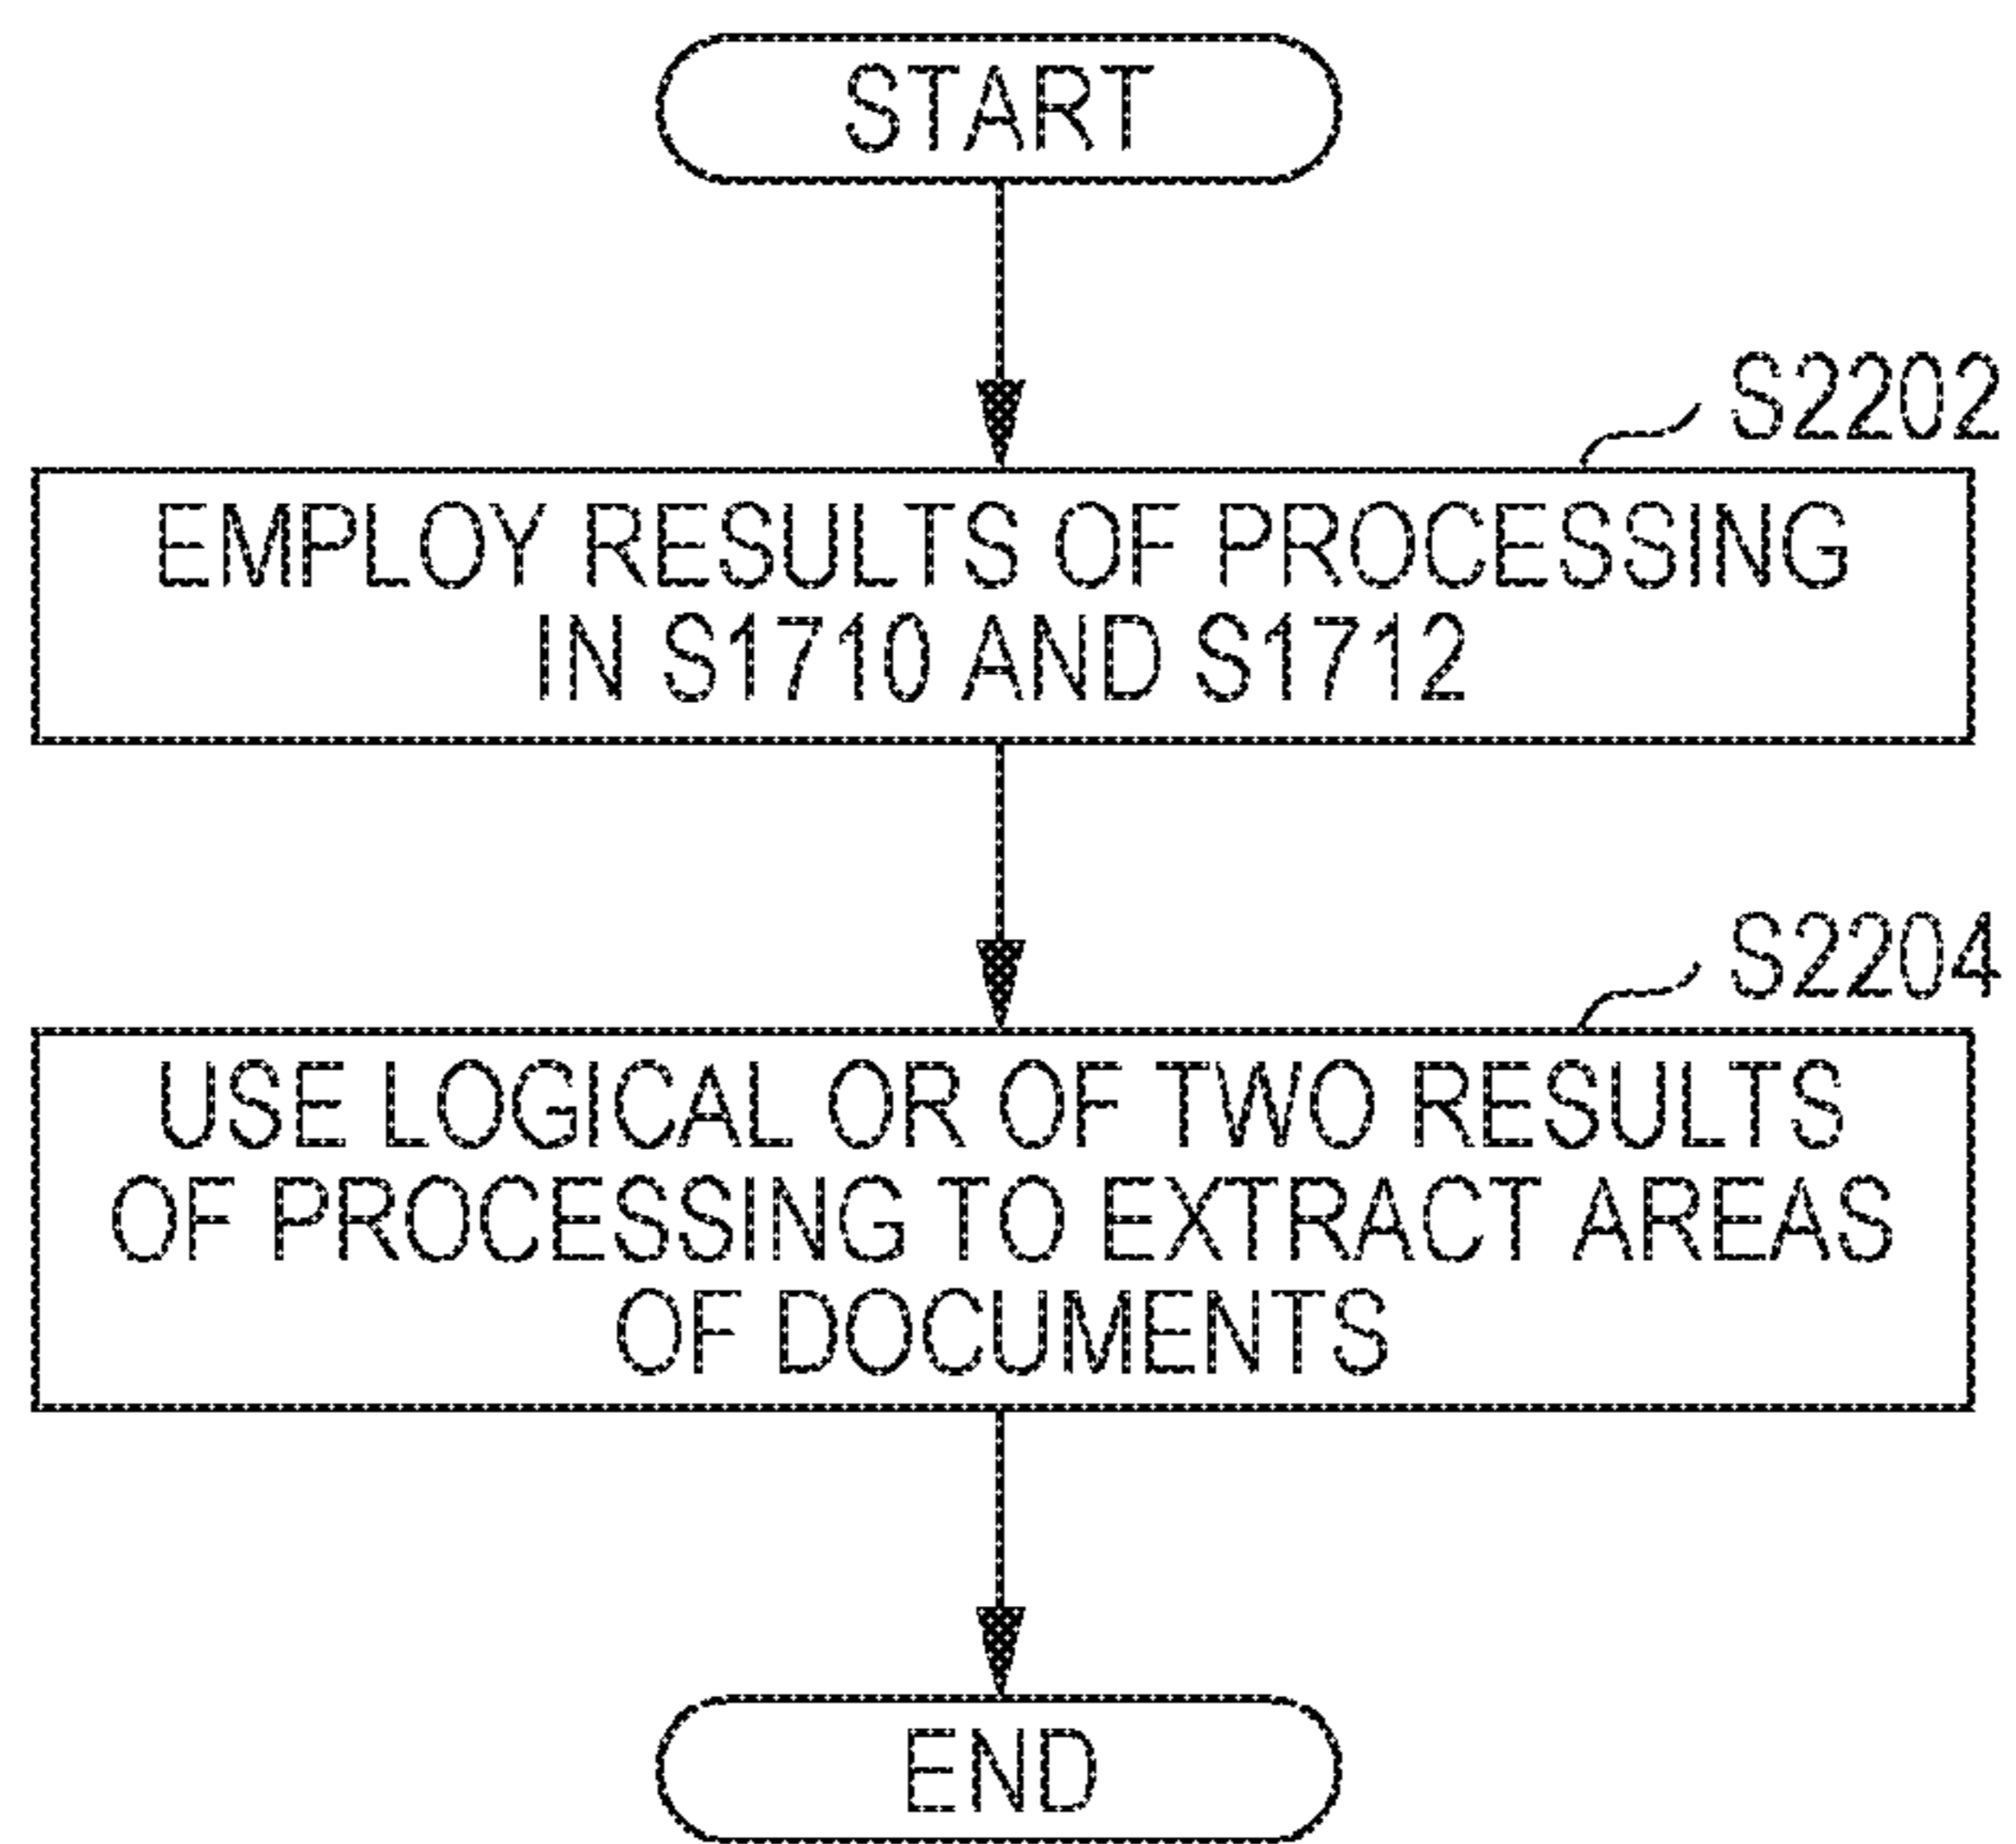 START
S2202
EMPLOY RESULTS OF PROCESSING
IN S1710 AND S1712
S2204
USE LOGICAL OR OF TWO RESULTS
OF PROCESSING TO EXTRACT AREAS
OF DOCUMENTS
END